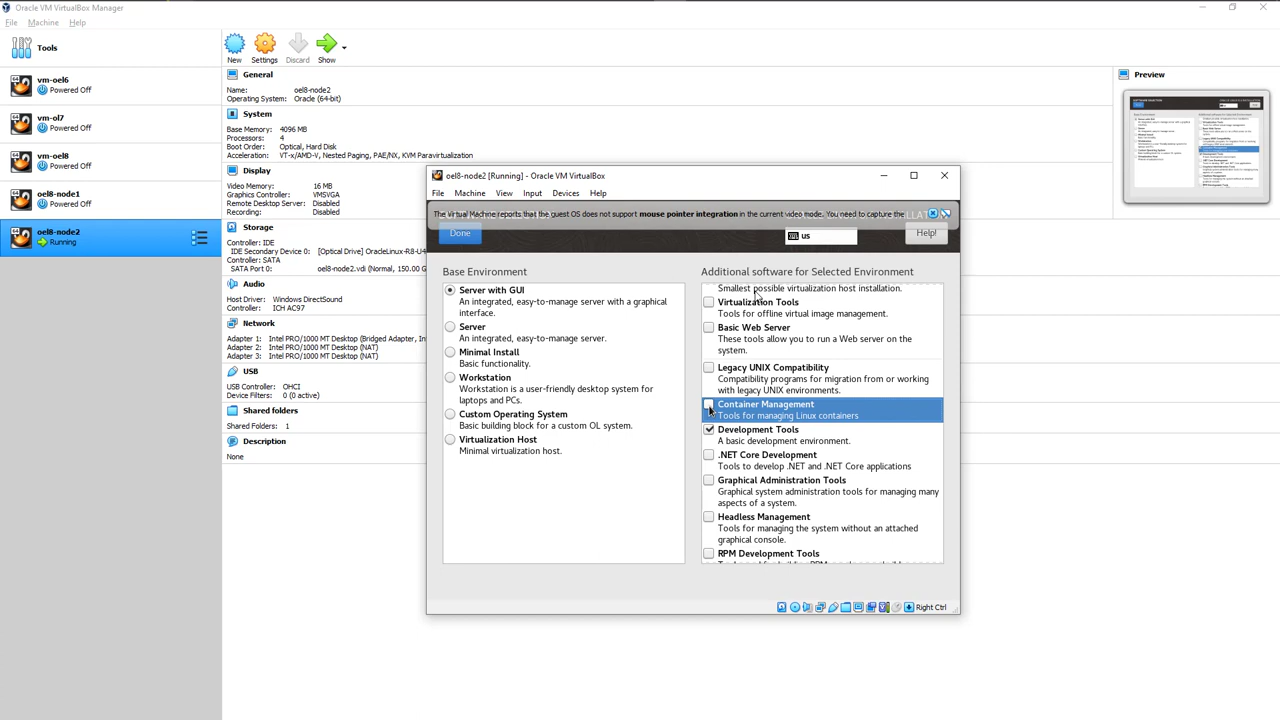 Oracle VM VirtualBox Manager
File Machine Help
Tools
New Settings Discard Show
vm-oel6
Powered Off
vm-ol7
Powered Off
vm-oel8
Powered Off
oel8-node1
Powered Off
oel8-node2
Running
General
Name: oel8-node2
Operating System: Oracle (64-bit)
System
Base Memory: 4096 MB
Processors: 4
Boot Order: Optical, Hard Disk
Acceleration: VT-x/AMD-V, Nested Paging, PAE/NX, KVM Paravirtualization
Display
Video Memory: 16 MB
Graphics Controller: VMSVGA
Remote Desktop Server: Disabled
Recording: Disabled
Storage
Controller: IDE
IDE Secondary Device 0: [Optical Drive] OracleLinux-R8-U4
Controller: SATA
SATA Port 0: oel8-node2.vdi (Normal, 150.00 G
Audio
Host Driver: Windows DirectSound
Controller: ICH AC97
Network
Adapter 1: Intel PRO/1000 MT Desktop (Bridged Adapter, In
Adapter 2: Intel PRO/1000 MT Desktop (NAT)
Adapter 3: Intel PRO/1000 MT Desktop (NAT)
USB
USB Controller: OHCI
Device Filters: 0 (0 active)
Shared folders
Shared Folders: 1
Description
None
Preview
oel8-node2 [Running] - Oracle VM VirtualBox
File Machine View Input Devices Help
The Virtual Machine reports that the guest OS does not support mouse pointer integration in the current video mode. You need to capture the
Done
us
Help!
Base Environment
Server with GUI
An integrated, easy-to-manage server with a graphical
interface.
Server
An integrated, easy-to-manage server.
Minimal Install
Basic functionality.
Workstation
Workstation is a user-friendly desktop system for
laptops and PCs.
Custom Operating System
Basic building block for a custom OL system.
Virtualization Host
Minimal virtualization host.
Additional software for Selected Environment
Smallest possible virtualization host installation.
Virtualization Tools
Tools for offline virtual image management.
Basic Web Server
These tools allow you to run a Web server on the
system.
Legacy UNIX Compatibility
Compatibility programs for migration from or working
with legacy UNIX environments.
Container Management
Tools for managing Linux containers
Development Tools
A basic development environment.
.NET Core Development
Tools to develop .NET and .NET Core applications
Graphical Administration Tools
Graphical system administration tools for managing many
aspects of a system.
Headless Management
Tools for managing the system without an attached
graphical console.
RPM Development Tools
Right Ctrl